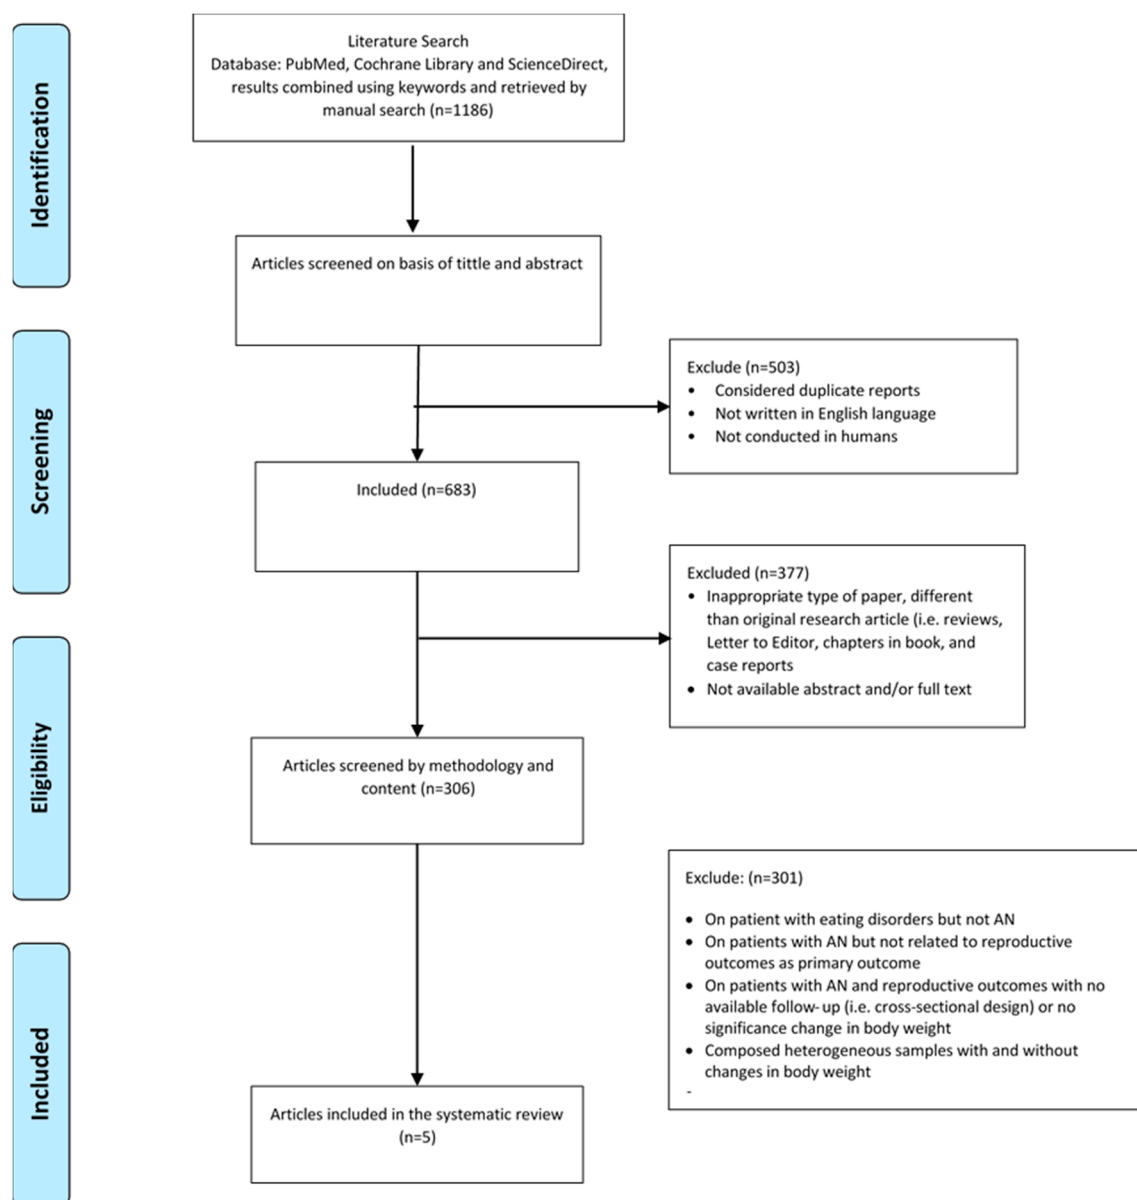 Identification
Literature Search
Database: PubMed, Cochrane Library and ScienceDirect,
results combined using keywords and retrieved by
manual search (n=1186)
Articles screened on basis of tittle and abstract
Screening
Exclude (n=503)
• Considered duplicate reports
• Not written in English language
• Not conducted in humans
Included (n=683)
Excluded (n=377)
• Inappropriate type of paper, different
than original research article (i.e. reviews,
Letter to Editor, chapters in book, and
case reports
• Not available abstract and/or full text
Eligibility
Articles screened by methodology and
content (n=306)
Exclude: (n=301)
• On patient with eating disorders but not AN
• On patients with AN but not related to reproductive
outcomes as primary outcome
• On patients with AN and reproductive outcomes with no
available follow-up (i.e. cross-sectional design) or no
significance change in body weight
• Composed heterogeneous samples with and without
changes in body weight
-
Included
Articles included in the systematic review
(n=5)